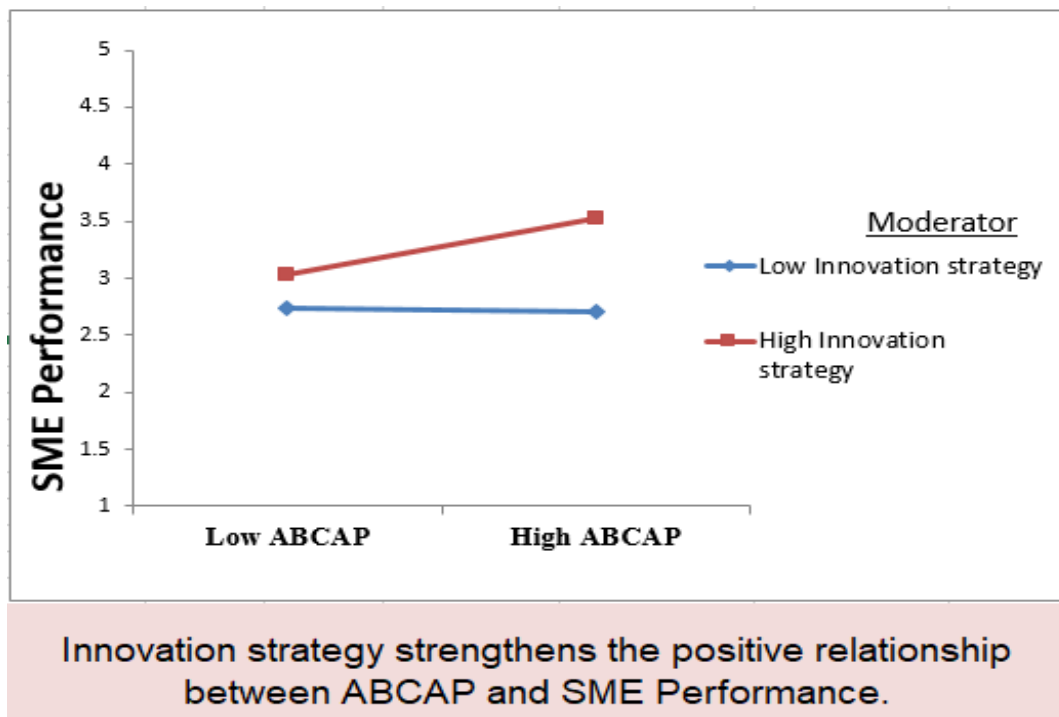 5
4.5
4
3.5
3
2.5
2
1.5
1
SME Performance
Low ABCAP
High ABCAP
Moderator
Low Innovation strategy
High Innovation
strategy
Innovation strategy strengthens the positive relationship
between ABCAP and SME Performance.